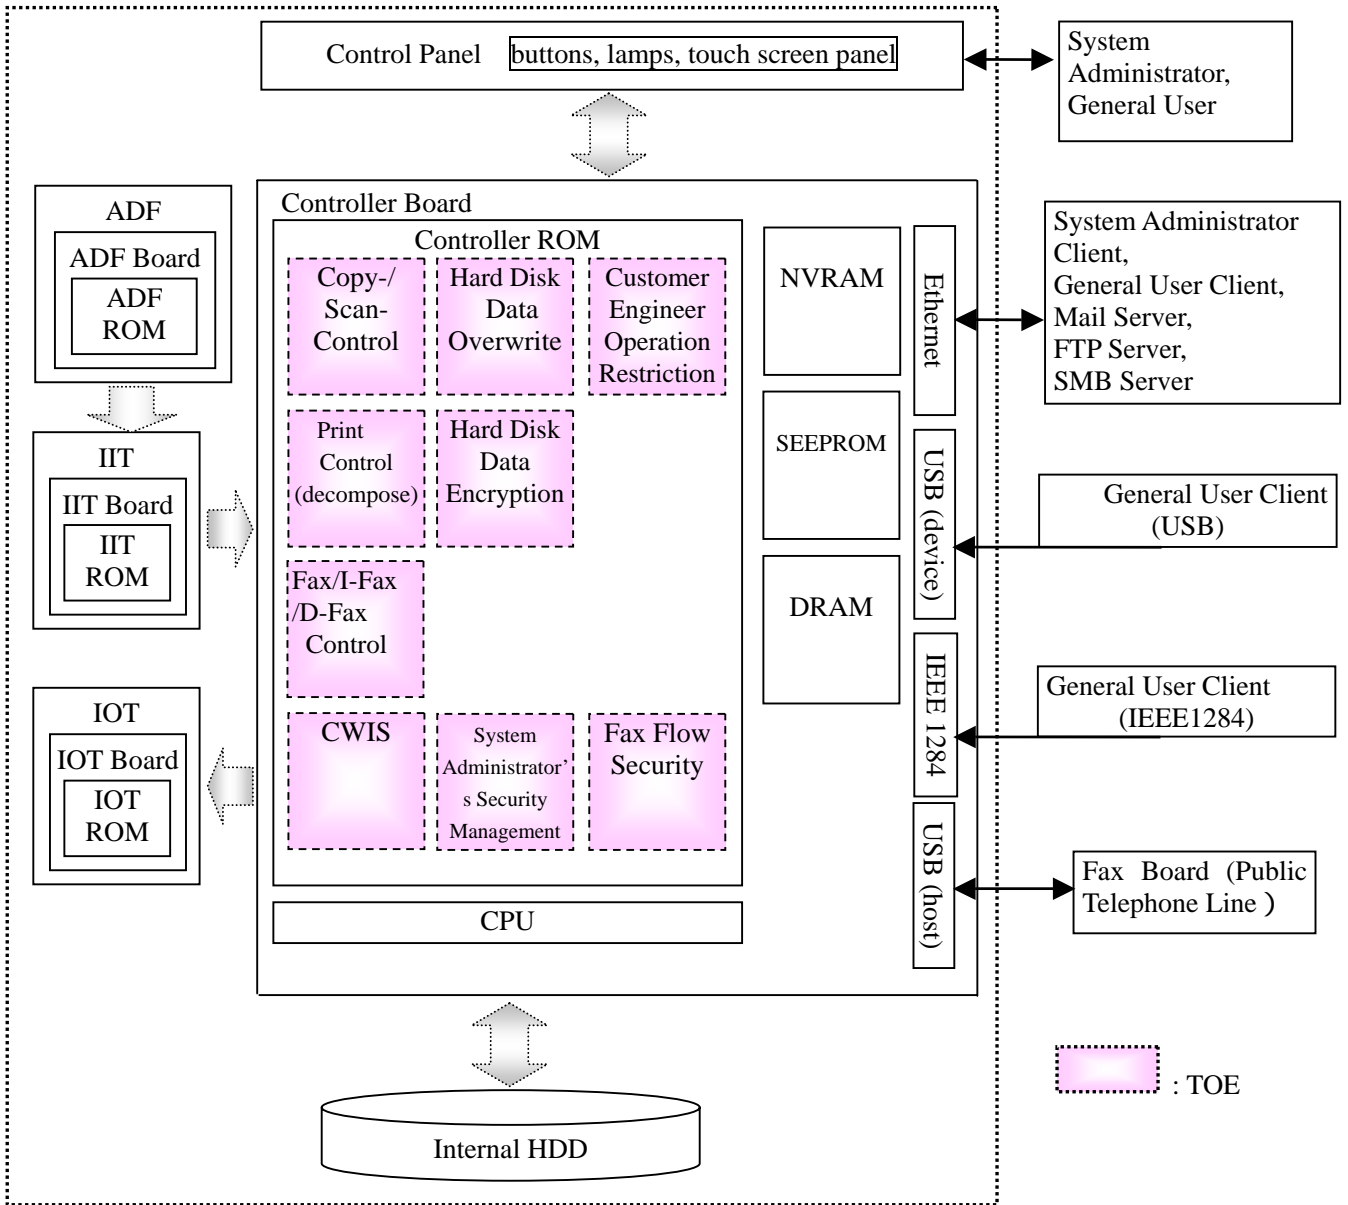 Control Panel buttons, lamps, touch screen panel
System
Administrator,
General User
ADF
ADF Board
ADF
ROM
IIT
IIT Board
IIT
ROM
IOT
IOT Board
IOT
ROM
Controller Board
Controller ROM
Copy-/
Scan-
Control
Hard Disk
Data
Overwrite
Customer
Engineer
Operation
Restriction
Print
Control
(decompose)
Hard Disk
Data
Encryption
Fax/I-Fax
/D-Fax
Control
CWIS
System
Administrator’
s Security
Management
Fax Flow
Security
CPU
NVRAM
SEEPROM
DRAM
Ethernet
USB (device)
IEEE 1284
USB (host)
System Administrator
Client,
General User Client,
Mail Server,
FTP Server,
SMB Server
General User Client
(USB)
General User Client
(IEEE1284)
Fax Board (Public
Telephone Line )
Internal HDD
: TOE